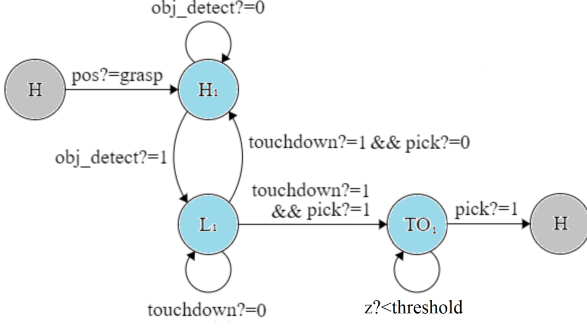 obj_detect?=0
H
pos?=grasp
H₁
obj_detect?=1
touchdown?=1 && pick?=0
touchdown?=1
&& pick?=1
L₁
TO₁
pick?=1
H
touchdown?=0
z?<threshold